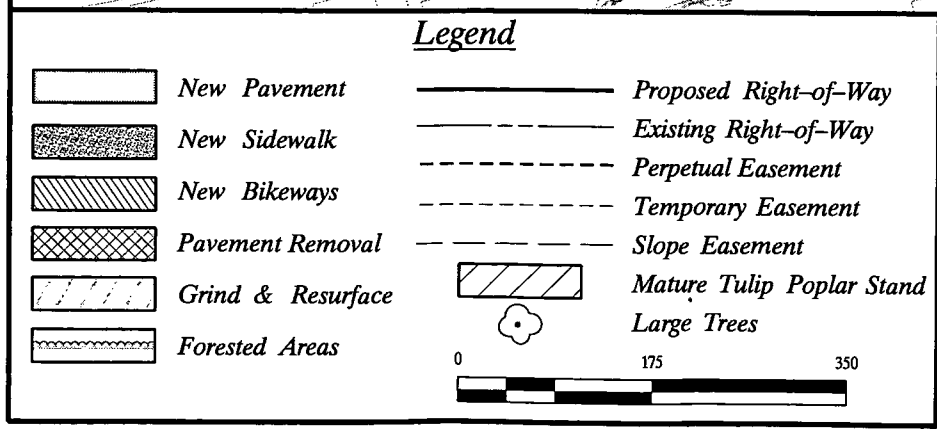 Legend
New Pavement
New Sidewalk
New Bikeways
Pavement Removal
Grind & Resurface
Forested Areas
Proposed Right-of-Way
Existing Right-of-Way
Perpetual Easement
Temporary Easement
Slope Easement
Mature Tulip Poplar Stand
Large Trees
0 175 350